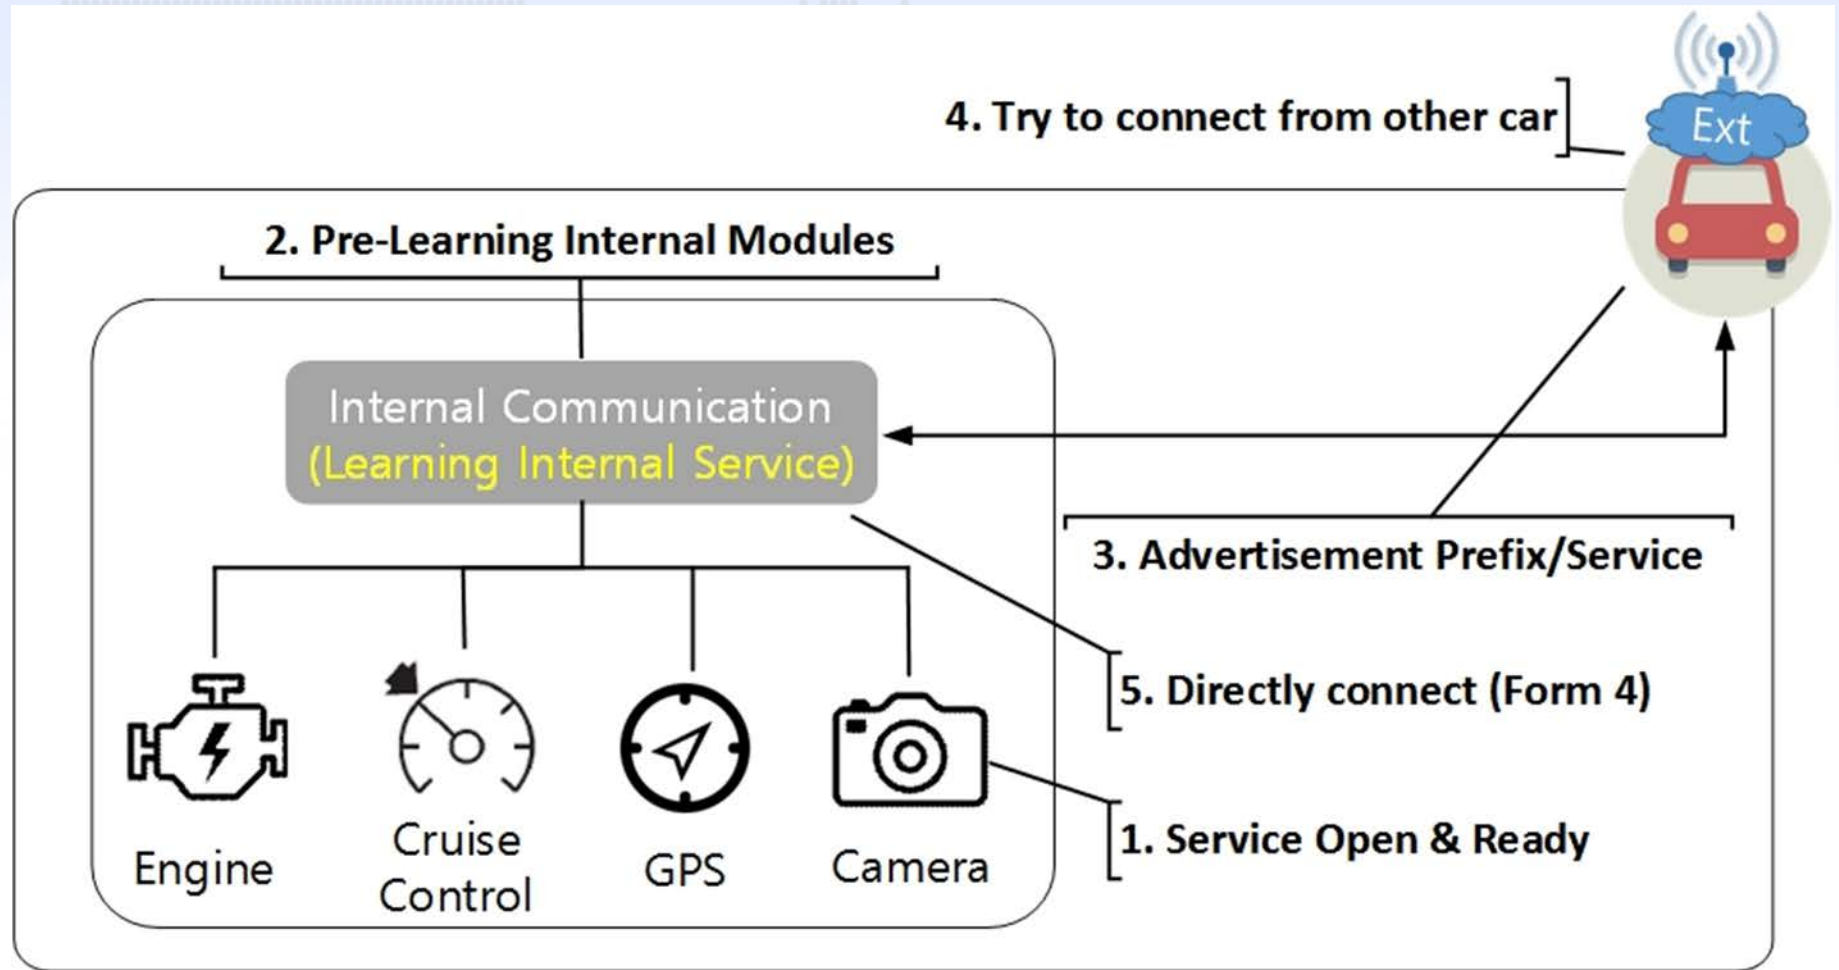 4. Try to connect from other car
Ext
2. Pre-Learning Internal Modules
Internal Communication
(Learning Internal Service)
3. Advertisement Prefix/Service
5. Directly connect (Form 4)
1. Service Open & Ready
Engine
Cruise
Control
GPS
Camera